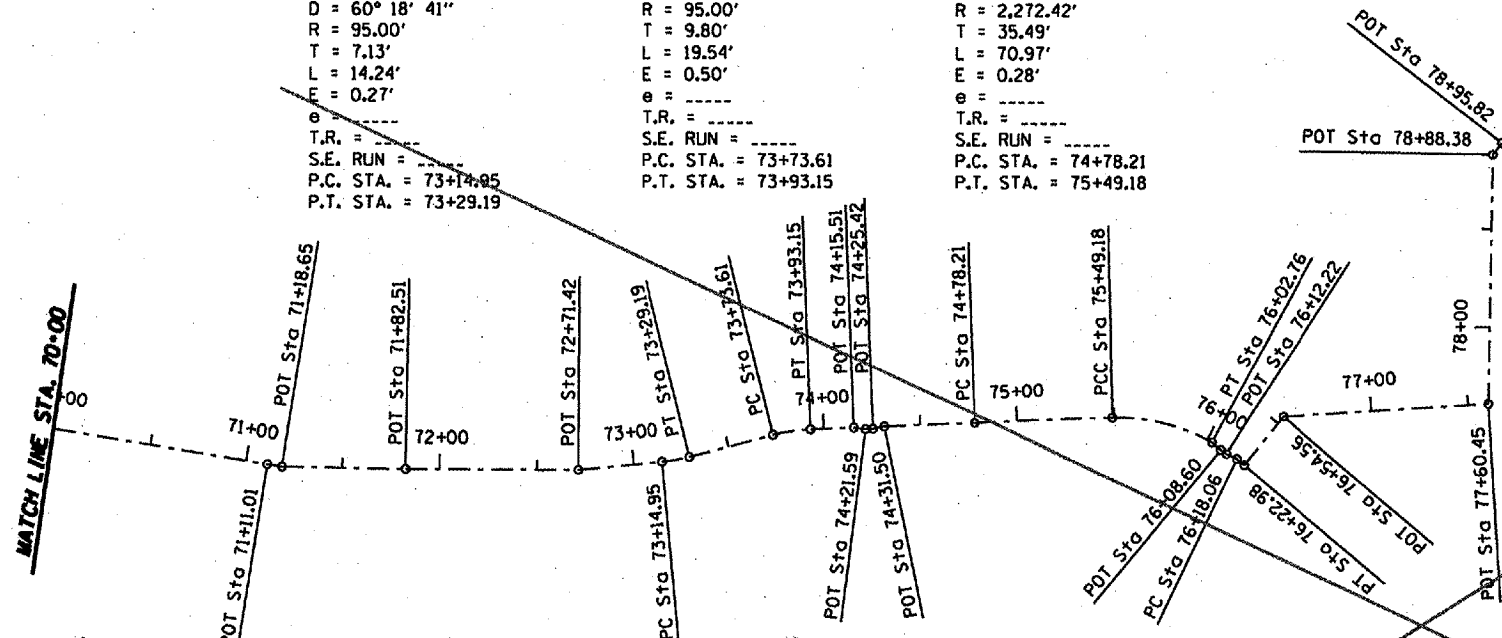 D = 60° 18' 41"
R = 95.00'
T = 7.13'
L = 14.24'
E = 0.27'
e = _____
T.R. = _____
S.E. RUN = _____
P.C. STA. = 73+14.95
P.T. STA. = 73+29.19
R = 95.00'
T = 9.80'
L = 19.54'
E = 0.50'
e = _____
T.R. = _____
S.E. RUN = _____
P.C. STA. = 73+73.61
P.T. STA. = 73+93.15
R = 2,272.42'
T = 35.49'
L = 70.97'
E = 0.28'
e = _____
T.R. = _____
S.E. RUN = _____
P.C. STA. = 74+78.21
P.T. STA. = 75+49.18
POT Sta 78+95.82
POT Sta 78+88.38
MATCH LINE STA. 70+00
+00
71+00
POT Sta 71+18.65
POT Sta 71+82.51
72+00
POT Sta 72+71.42
73+00
PT Sta 73+29.19
PC Sta 73+73.61
PT Sta 73+93.15
74+00
POT Sta 74+15.51
POT Sta 74+25.42
PC Sta 74+78.21
75+00
PCC Sta 75+49.18
76+00
PT Sta 76+02.76
POT Sta 76+12.22
77+00
78+00
POT Sta 71+11.01
PC Sta 73+14.95
POT Sta 74+21.59
POT Sta 74+31.50
POT Sta 76+08.60
PC Sta 76+18.06
PT Sta 76+22.98
POT Sta 76+54.56
POT Sta 77+60.45